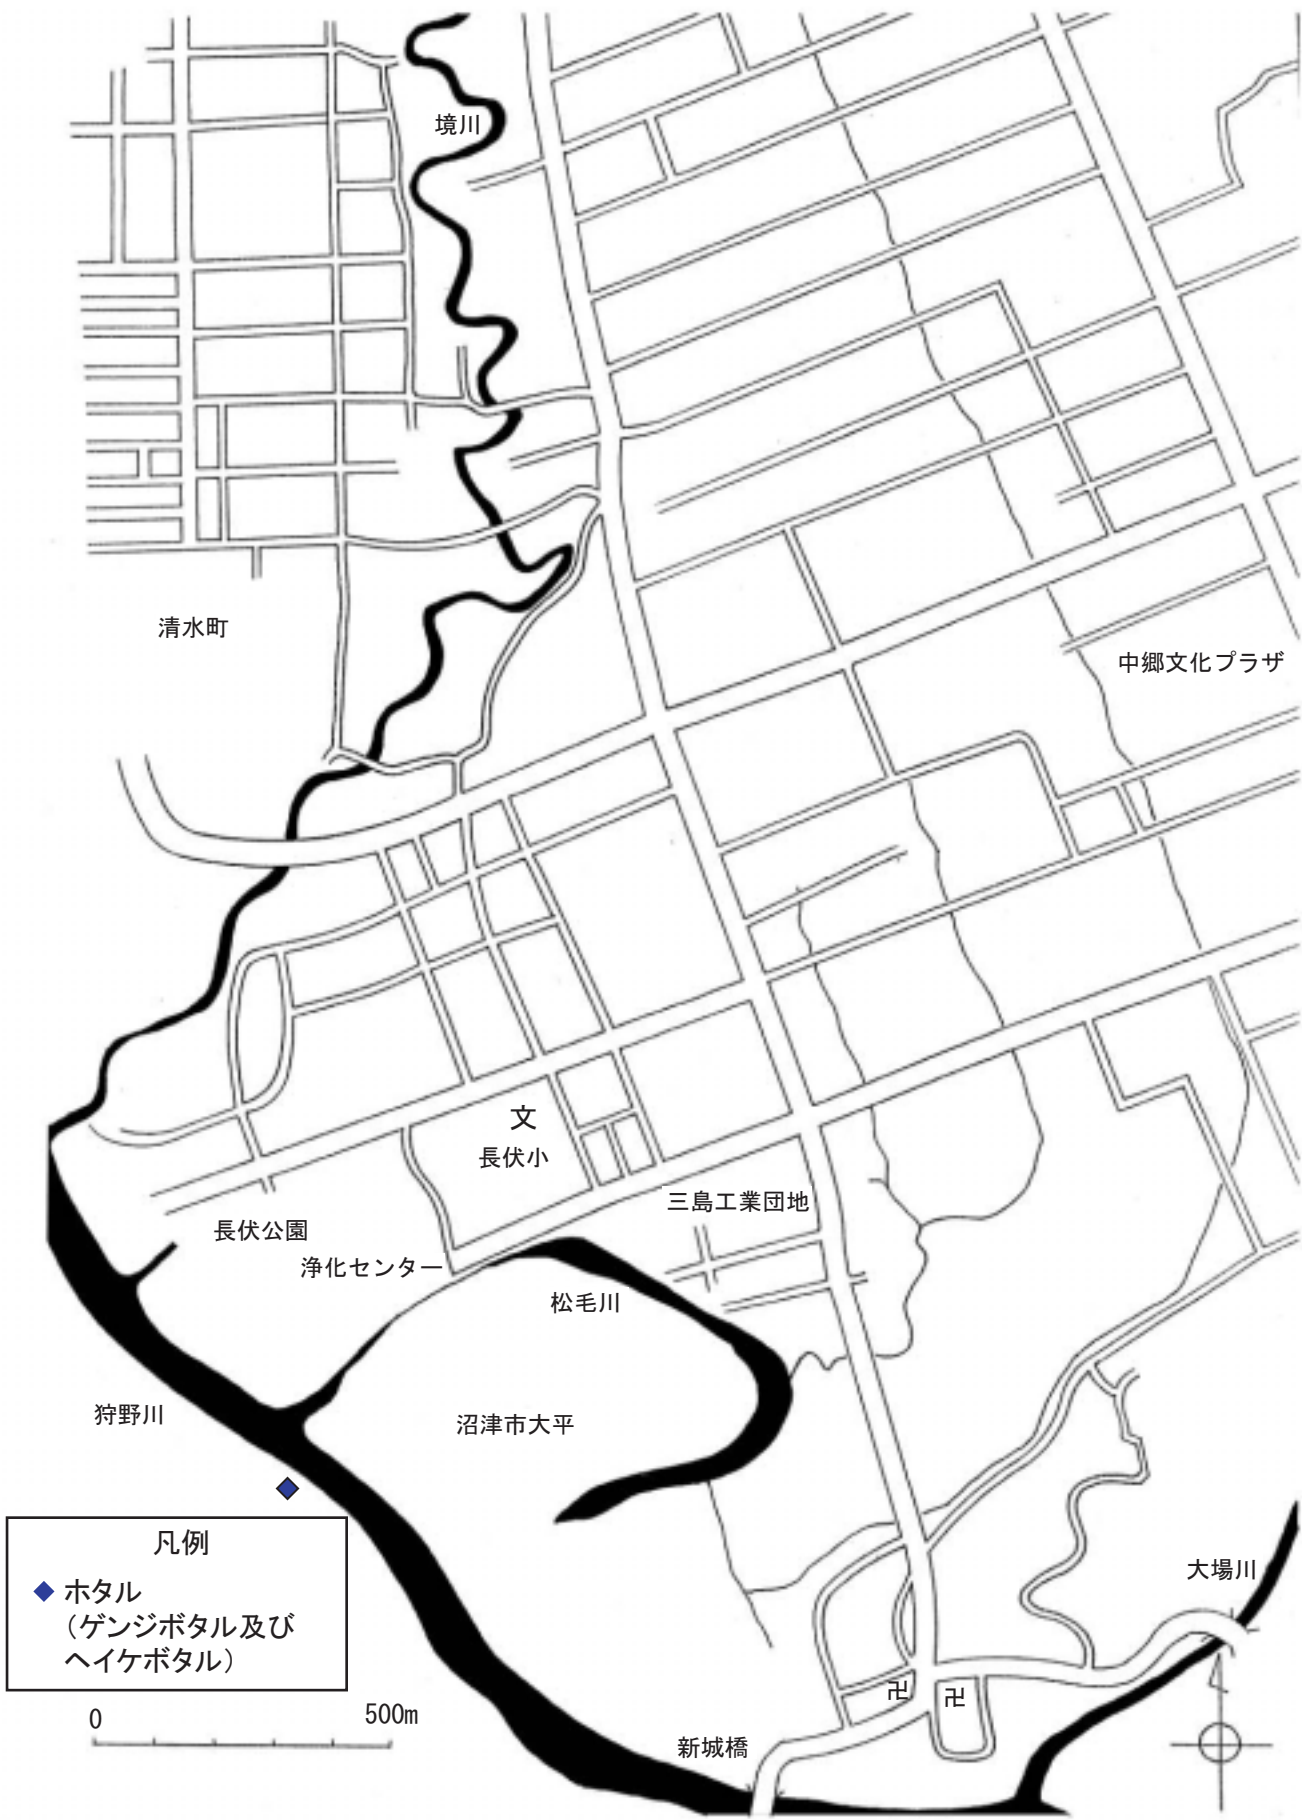 境川
清水町
中郷文化プラザ
文
長伏小
三島工業団地
長伏公園
浄化センター
松毛川
狩野川
沼津市大平
凡例
◆ ホタル
（ゲンジボタル及び
ヘイケボタル）
大場川
卍 卍
0 500m
新城橋